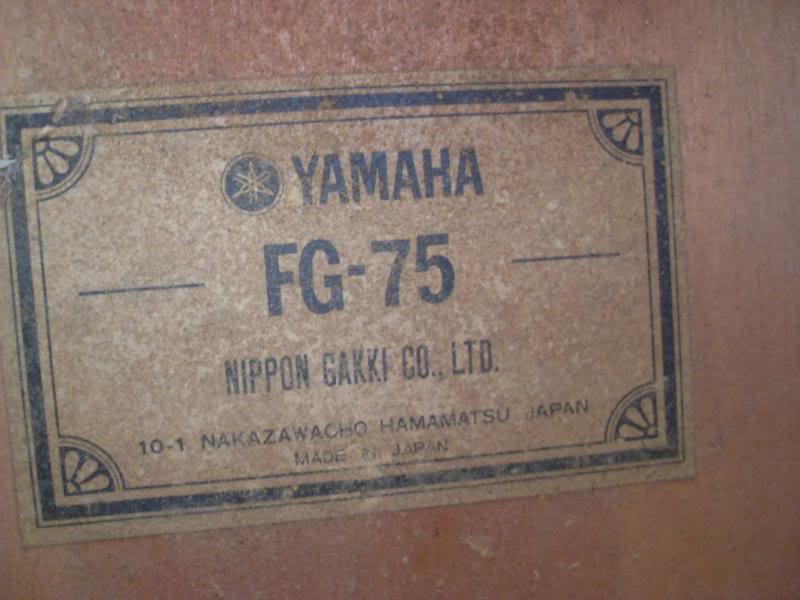 YAMAHA
FG-75
NIPPON GAKKI CO., LTD.
10-1 NAKAZAWACHO HAMAMATSU JAPAN
MADE IN JAPAN